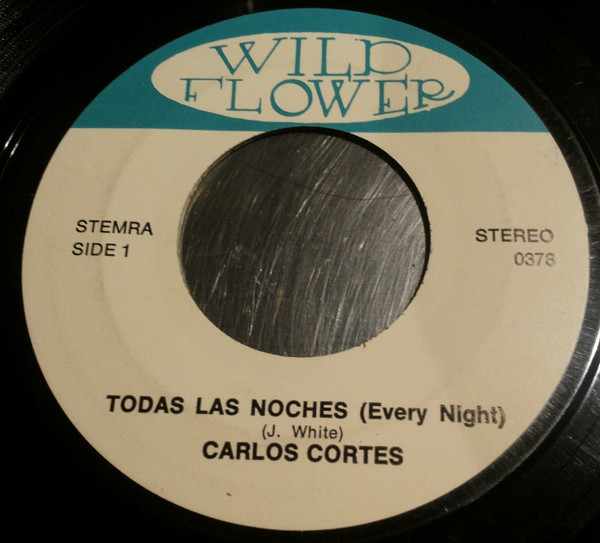 WILD
FLOWER
STEMRA
SIDE 1
STEREO
0378
TODAS LAS NOCHES (Every Night)
(J. White)
CARLOS CORTES